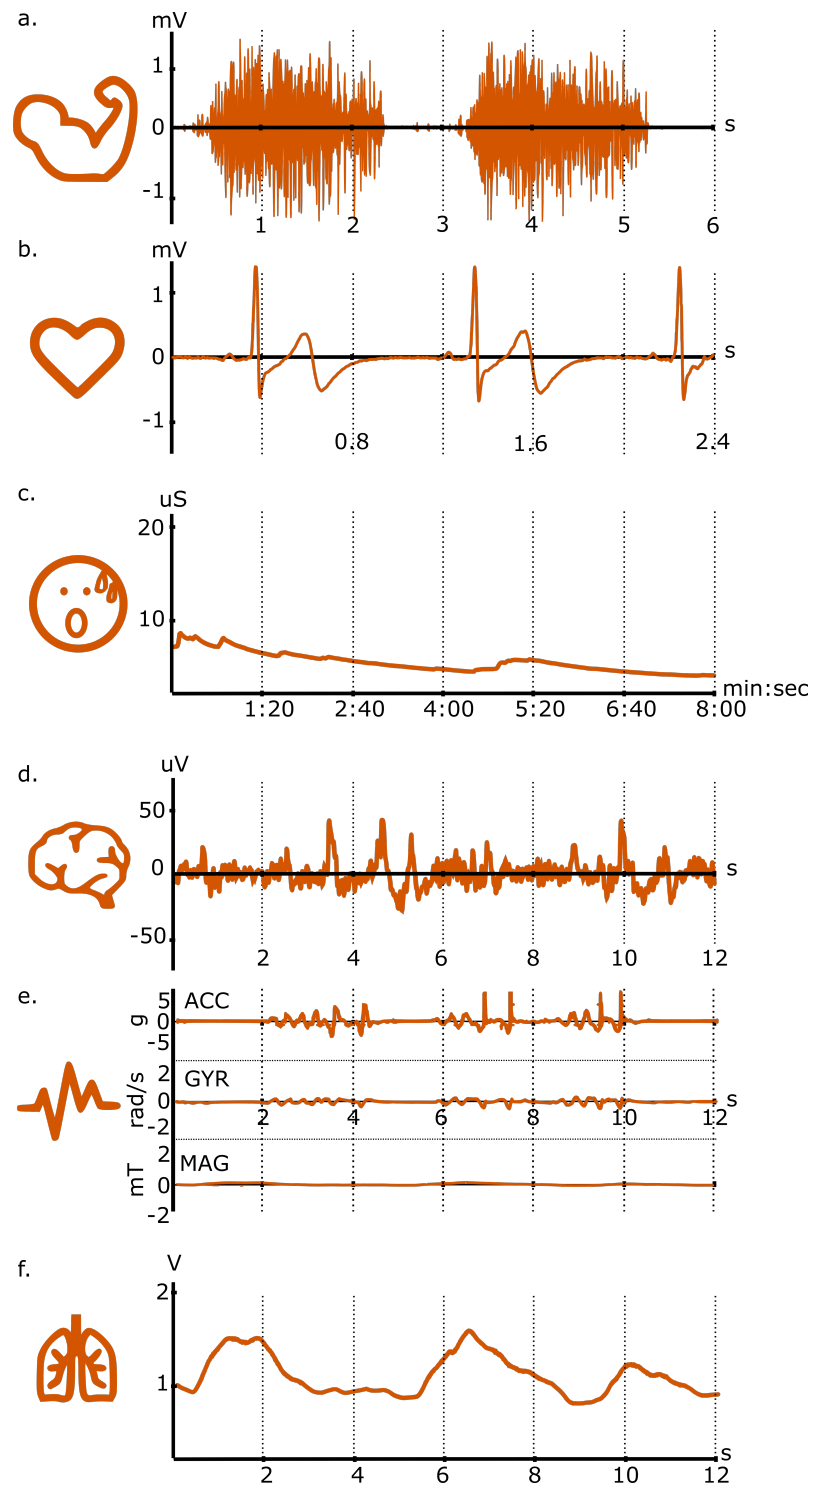 a.
mV
1
0
-1
s
1 2 3 4 5 6
b.
mV
1
0
-1
s
0.8 1.6 2.4
c.
uS
20
10
min:sec
1:20 2:40 4:00 5:20 6:40 8:00
d.
uV
50
0
-50
s
2 4 6 8 10 12
e.
g
5
0
-5
ACC
rad/s
2
0
-2
GYR
s
2 4 6 8 10 12
mT
2
0
-2
MAG
f.
V
2
1
s
2 4 6 8 10 12